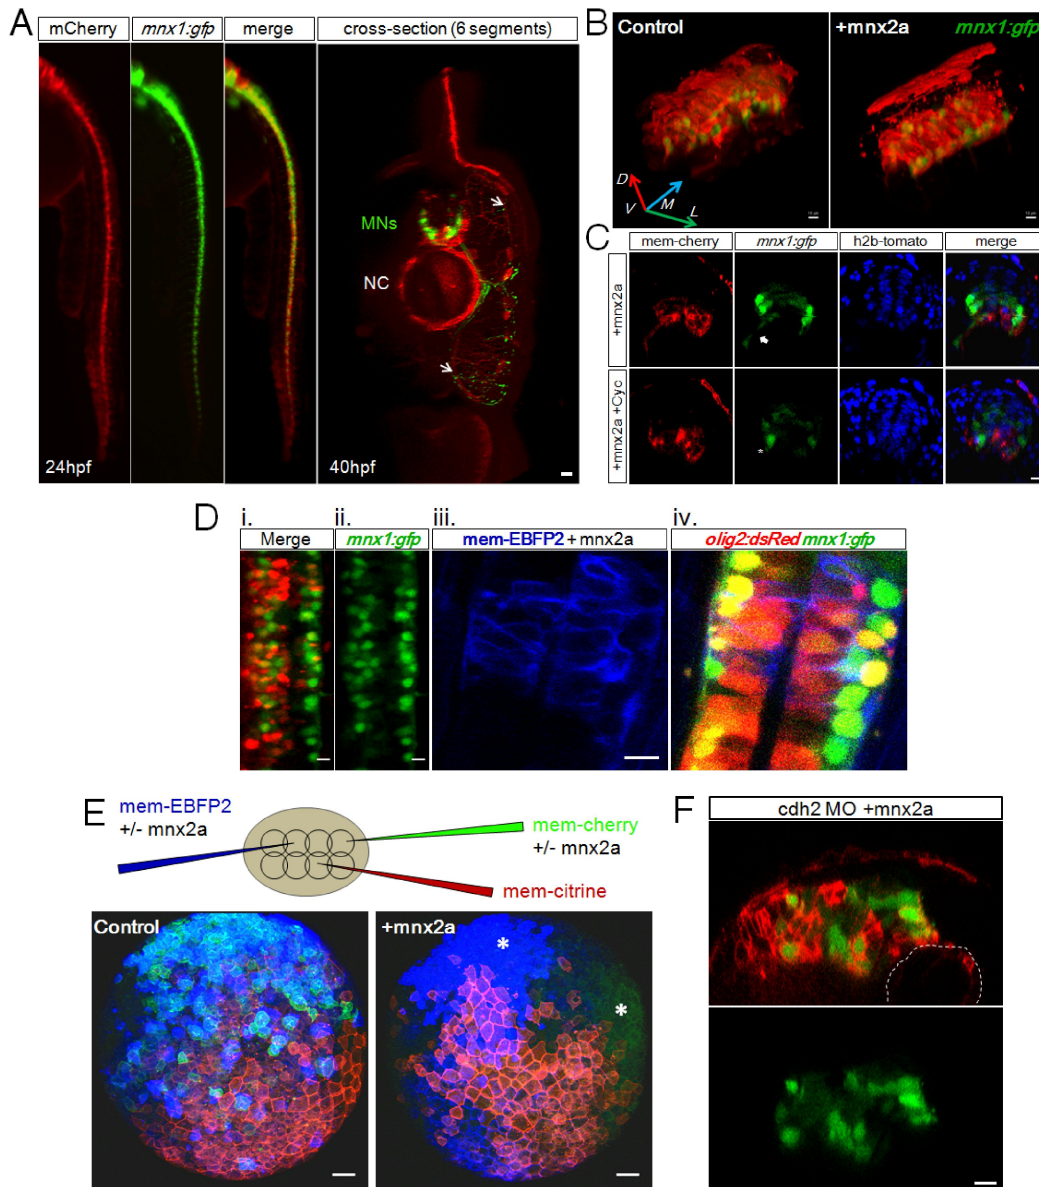 A
mCherry mnx1:gfp merge cross-section (6 segments)
MNs
NC
24hpf 40hpf
B
Control +mnx2a mnx1:gfp
D
V M L
C
mem-cherry mnx1:gfp h2b-tomato merge
+mnx2a
+mnx2a +Cyc
*
D
i. ii. iii. iv.
Merge mnx1:gfp mem-EBFP2 + mnx2a olig2:dsRed mnx1:gfp
E
mem-EBFP2
+/- mnx2a
mem-cherry
+/- mnx2a
mem-citrine
Control +mnx2a
*
*
F
cdh2 MO +mnx2a